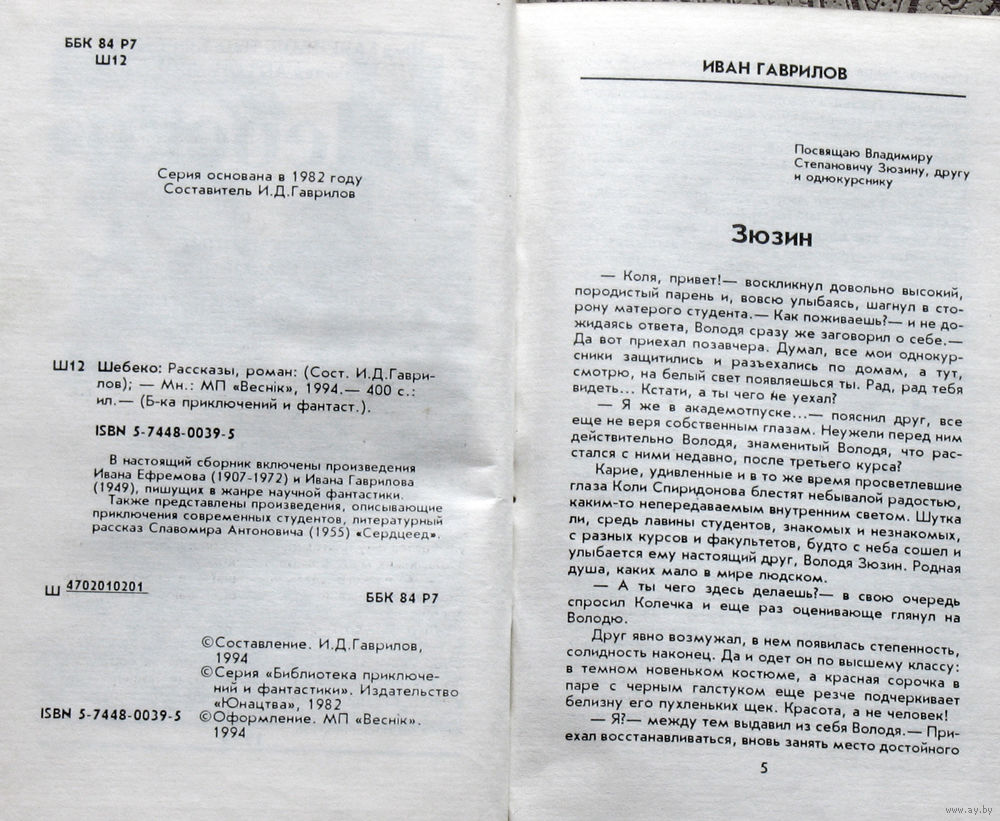 ББК 84 Р7
Ш12
Серия основана в 1982 году
Составитель И.Д.Гаврилов
Ш12 Шебеко: Рассказы, роман: (Сост. И.Д.Гаври-
лов); — Мн.: МП «Веснік», 1994.— 400 с.:
ил.— (Б-ка приключений и фантаст.).
ISBN 5-7448-0039-5
В настоящий сборник включены произведения
Ивана Ефремова (1907-1972) и Ивана Гаврилова
(1949), пишущих в жанре научной фантастики.
Также представлены произведения, описывающие
приключения современных студентов, литературный
рассказ Славомира Антоновича (1955) «Сердцеед».
Ш 4702010201
ББК 84 Р7
©Составление. И.Д.Гаврилов,
1994
©Серия «Библиотека приключе-
ний и фантастики». Издательство
«Юнацтва», 1982
ISBN 5-7448-0039-5 ©Оформление. МП «Веснік».
1994
ИВАН ГАВРИЛОВ
Посвящаю Владимиру
Степановичу Зюзину, другу
и однокурснику
Зюзин
— Коля, привет!— воскликнул довольно высокий,
породистый парень и, вовсю улыбаясь, шагнул в сто-
рону матерого студента.— Как поживаешь?— и не до-
жидаясь ответа, Володя сразу же заговорил о себе.—
Да вот приехал позавчера. Думал, все мои однокур-
сники защитились и разъехались по домам, а тут,
смотрю, на белый свет появляешься ты. Рад, рад тебя
видеть... Кстати, а ты чего не уехал?
— Я же в академотпуске...— пояснил друг, все
еще не веря собственным глазам. Неужели перед ним
действительно Володя, знаменитый Володя, что рас-
стался с ними недавно, после третьего курса?
Карие, удивленные и в то же время просветлевшие
глаза Коли Спиридонова блестят небывалой радостью,
каким-то непередаваемым внутренним светом. Шутка
ли, средь лавины студентов, знакомых и незнакомых,
с разных курсов и факультетов, будто с неба сошел и
улыбается ему настоящий друг, Володя Зюзин. Родная
душа, каких мало в мире людском.
— А ты чего здесь делаешь?— в свою очередь
спросил Колечка и еще раз оценивающе глянул на
Володю.
Друг явно возмужал, в нем появилась степенность,
солидность наконец. Да и одет он по высшему классу:
в темном новеньком костюме, а красная сорочка в
паре с черным галстуком еще резче подчеркивает
белизну его пухленьких щек. Красота, а не человек!
— Я?— между тем выдавил из себя Володя.— При-
ехал восстанавливаться, вновь занять место достойного
5
www.ay.by